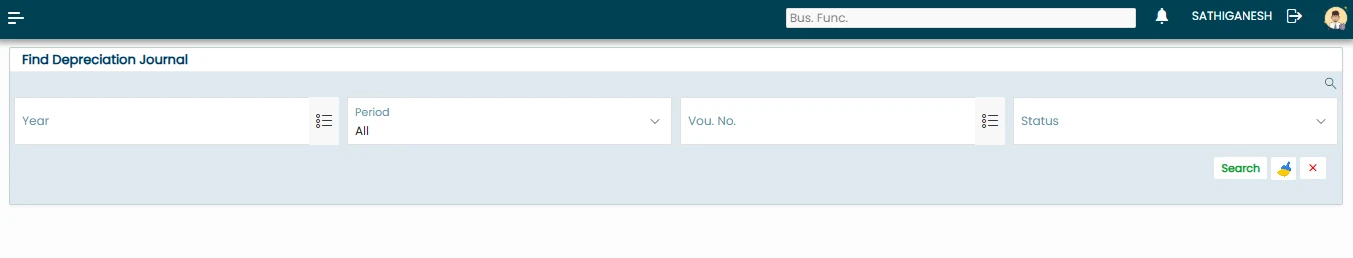 Bus. Func.
SATHIGANESH
Find Depreciation Journal
Year
Period
All
Vou. No.
Status
Search